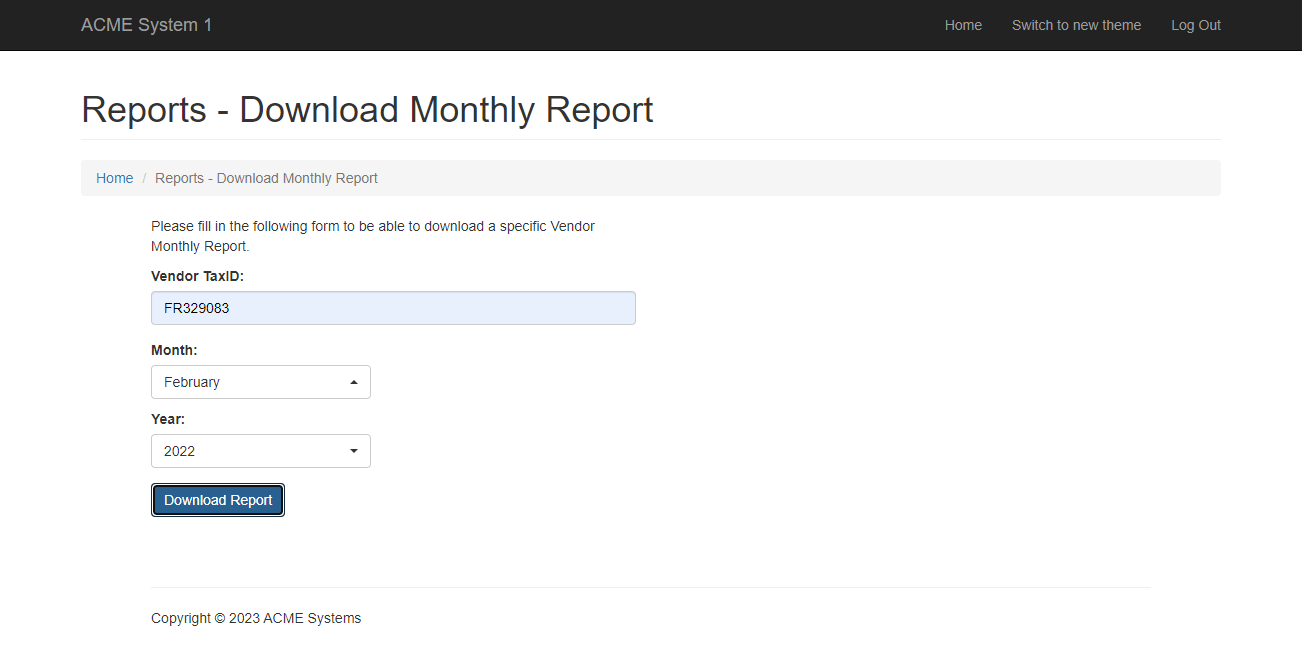 ACME System 1
Home
Switch to new theme
Log Out
Reports - Download Monthly Report
Home / Reports - Download Monthly Report
Please fill in the following form to be able to download a specific Vendor
Monthly Report.
Vendor TaxID:
FR329083
Month:
February
Year:
2022
Download Report
Copyright © 2023 ACME Systems